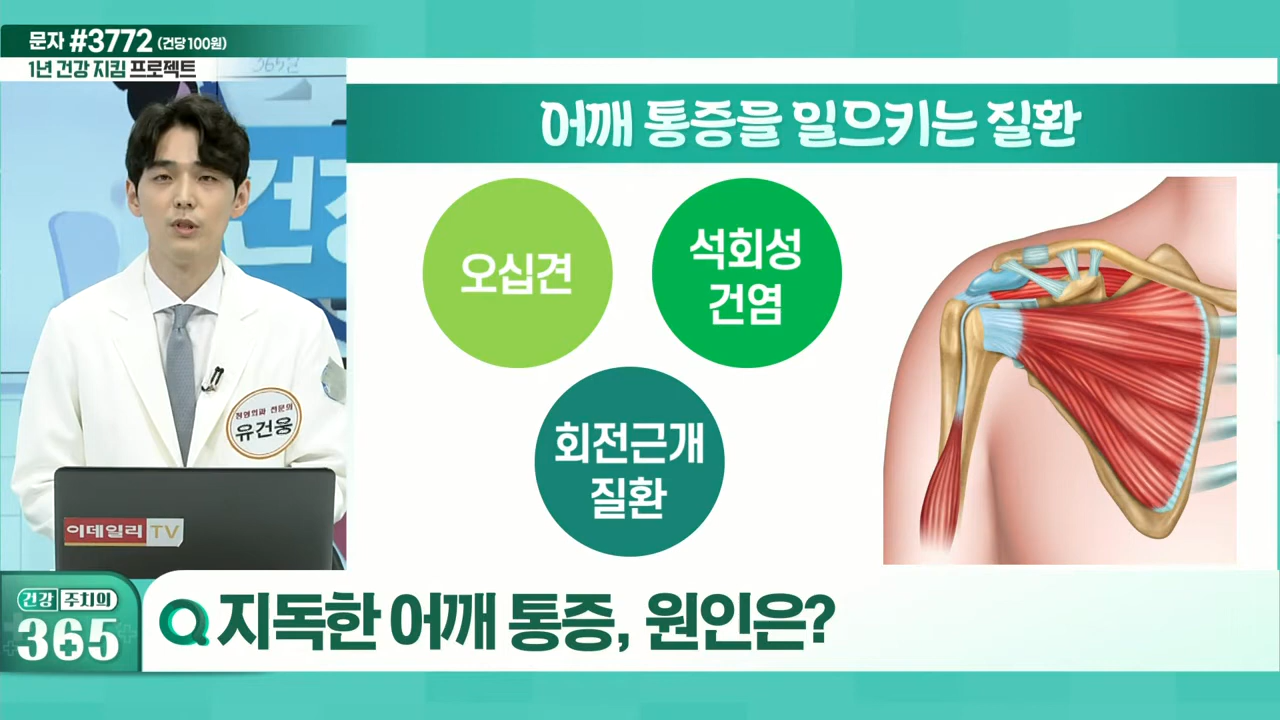 문자 #3772 (건당 100원)
1년 건강 지킴 프로젝트
어깨 통증을 일으키는 질환
오십견
석회성
건염
회전근개
질환
정형외과 전문의
유건웅
이데일리 TV
건강 주치의
365
Q 지독한 어깨 통증, 원인은?